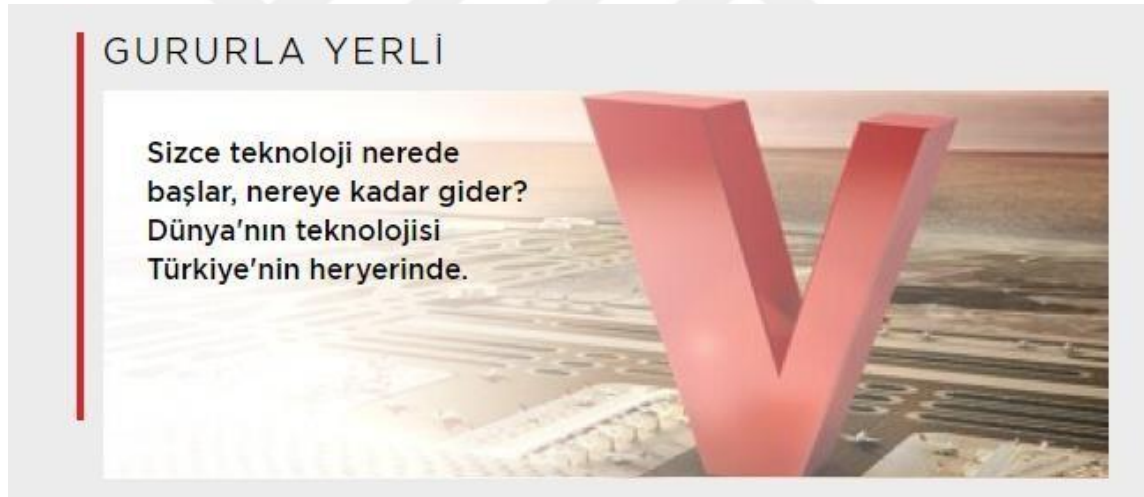 GURURLA YERLİ
Sizce teknoloji nerede
başlar, nereye kadar gider?
Dünya'nın teknolojisi
Türkiye'nin heryerinde.
V